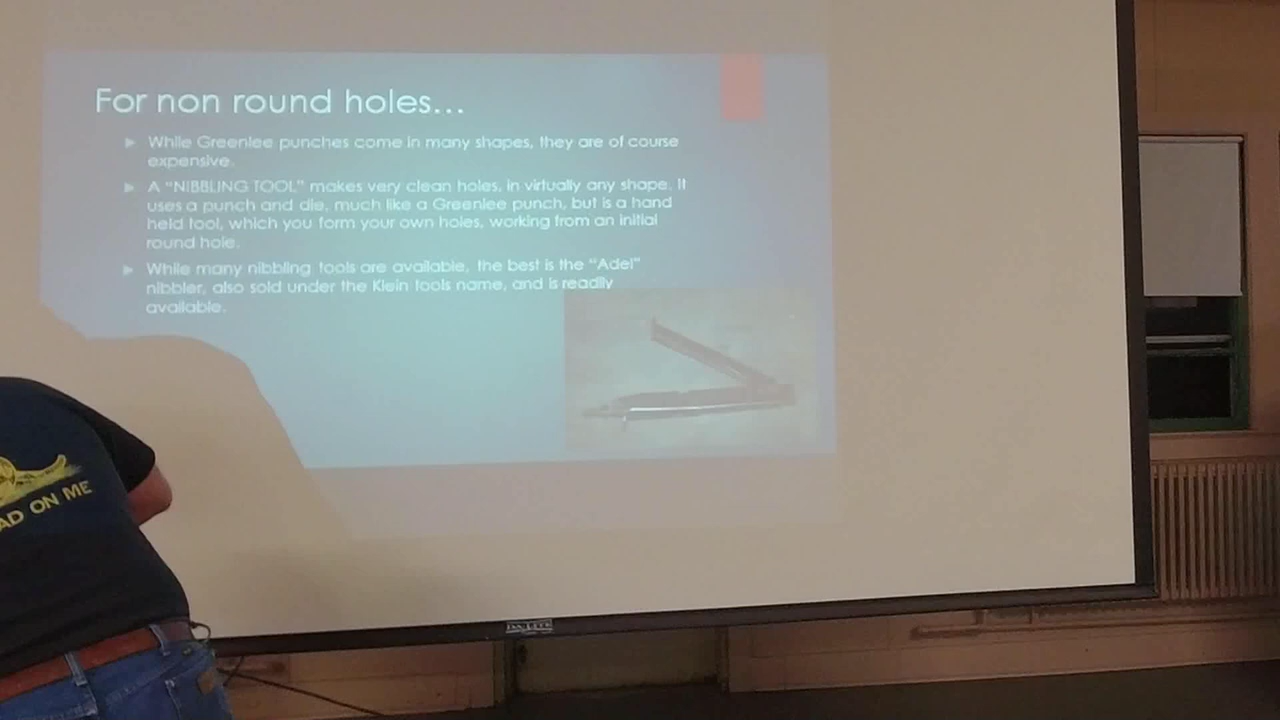 For non round holes...
While Greenlee punches come in many shapes, they are of course
expensive.
A “NIBBLING TOOL” makes very clean holes, in virtually any shape. It
uses a punch and die, much like a Greenlee punch, but is a hand
held tool, which you form your own holes, working from an initial
round hole.
While many nibbling tools are available, the best is the “Adel”
nibbler, also sold under the Klein tools name, and is readily
available.
AD ON ME
DA-LITE